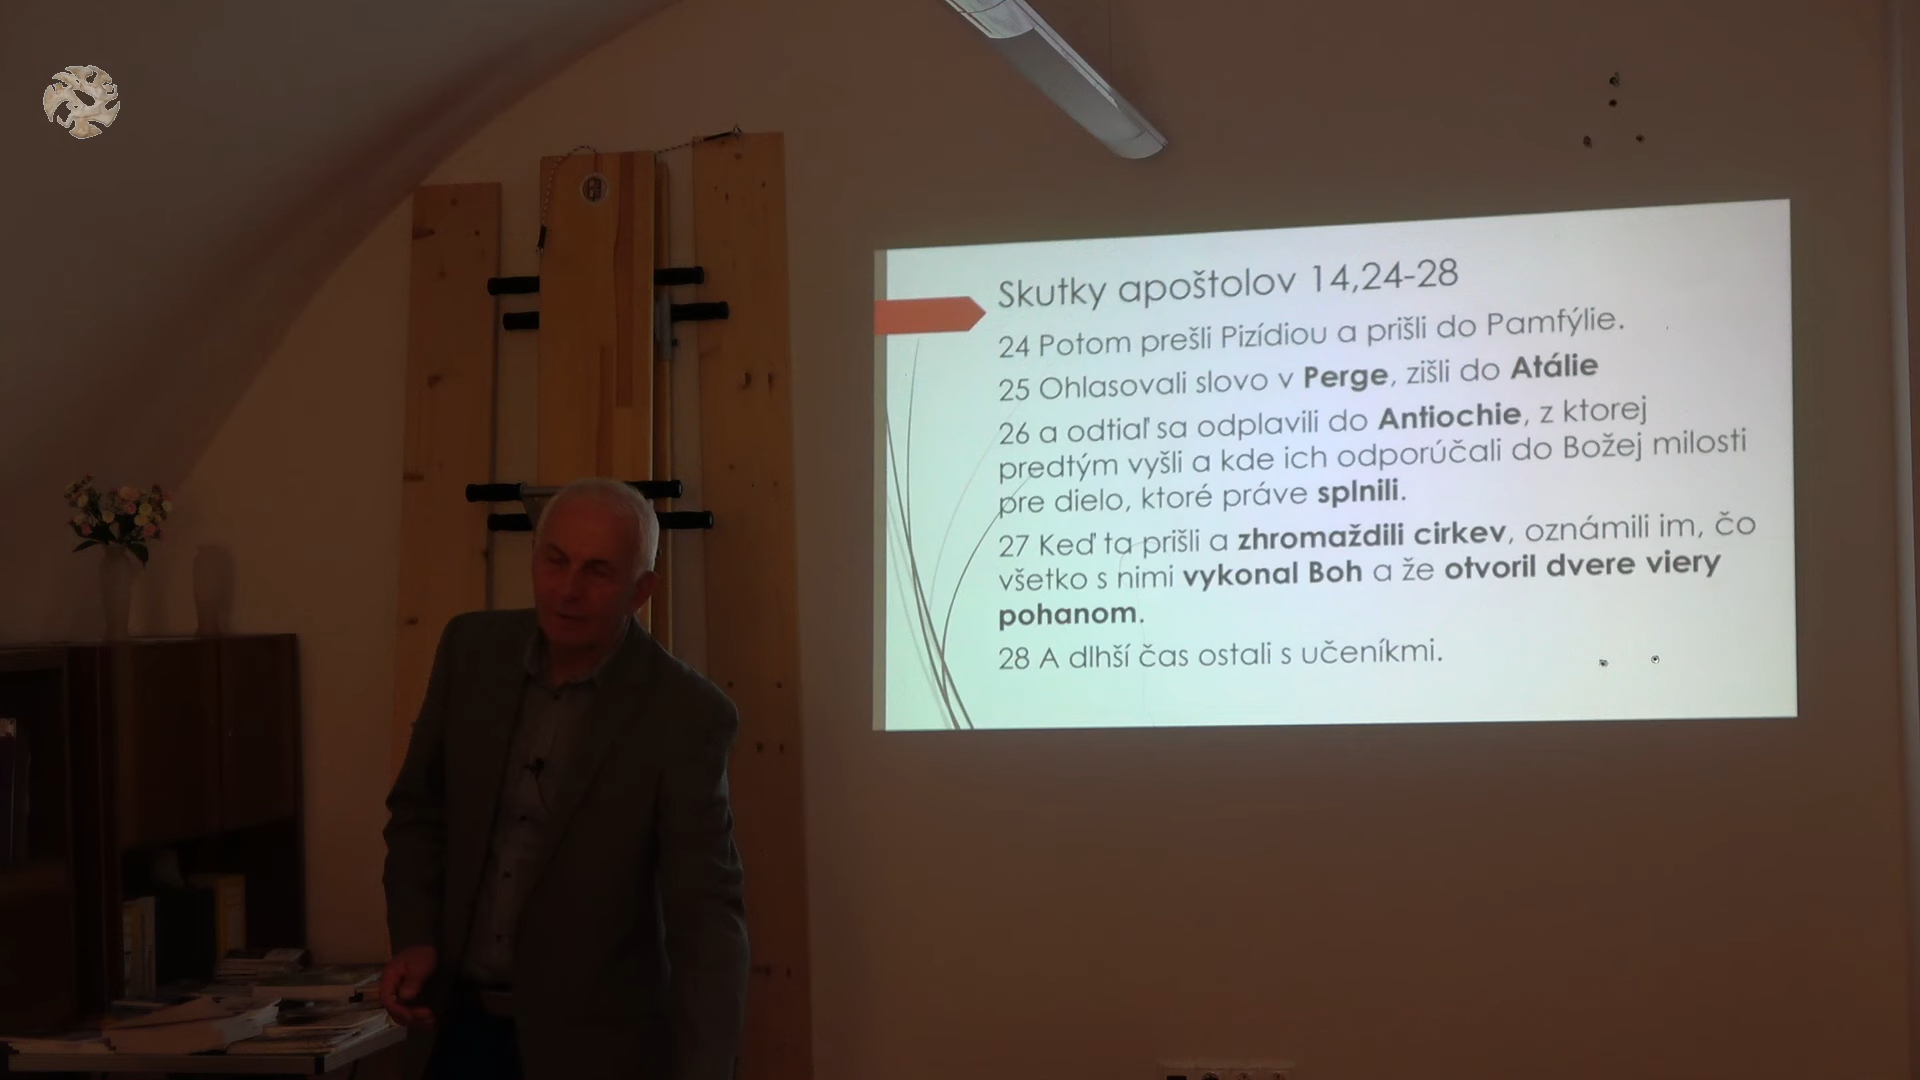 Skutky apoštolov 14,24-28
24 Potom prešli Pizídiou a prišli do Pamfýlie.
25 Ohlasovali slovo v Perge, zišli do Atálie
26 a odtiaľ sa odplavili do Antiochie, z ktorej
predtým vyšli a kde ich odporúčali do Božej milosti
pre dielo, ktoré práve splnili.
27 Keď ta prišli a zhromaždili cirkev, oznámili im, čo
všetko s nimi vykonal Boh a že otvoril dvere viery
pohanom.
28 A dlhší čas ostali s učeníkmi.